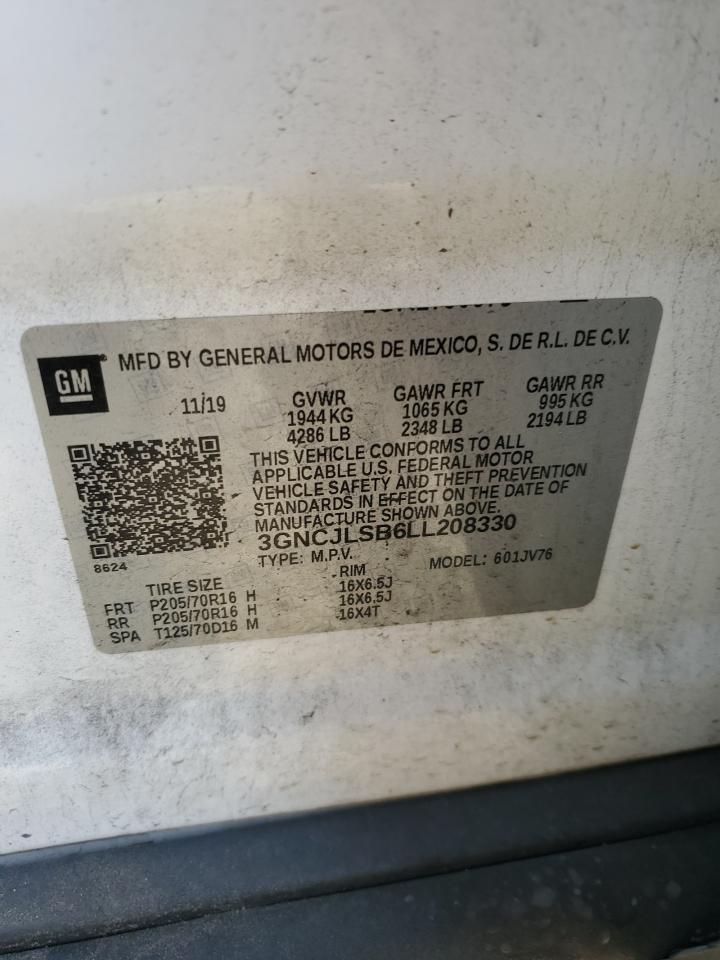 GM
MFD BY GENERAL MOTORS DE MEXICO, S. DE R.L. DE C.V.
11/19 GVWR GAWR FRT GAWR RR
1944 KG 1065 KG 995 KG
4286 LB 2348 LB 2194 LB
THIS VEHICLE CONFORMS TO ALL
APPLICABLE U.S. FEDERAL MOTOR
VEHICLE SAFETY AND THEFT PREVENTION
STANDARDS IN EFFECT ON THE DATE OF
MANUFACTURE SHOWN ABOVE.
3GNCJLSB6LL208330
8624 TYPE: M.P.V. MODEL: 601JV76
TIRE SIZE RIM
FRT P205/70R16 H 16X6.5J
RR P205/70R16 H 16X6.5J
SPA T125/70D16 M 16X4T